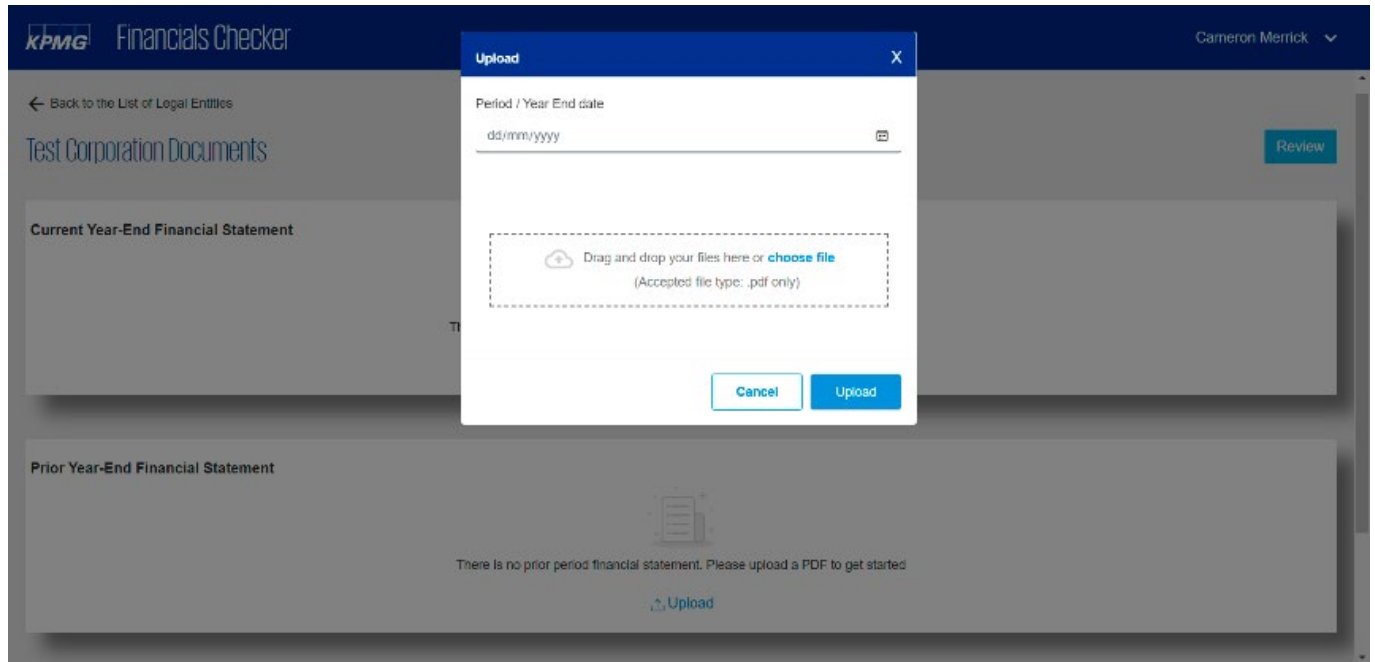 KPMG Financials Checker
Cameron Merrick
Upload X
Period / Year End date
dd/mm/yyyy
Drag and drop your files here or choose file
(Accepted file type: .pdf only)
Cancel Upload
← Back to the List of Legal Entities
Test Corporation Documents
Review
Current Year-End Financial Statement
Prior Year-End Financial Statement
There is no prior period financial statement. Please upload a PDF to get started
Upload